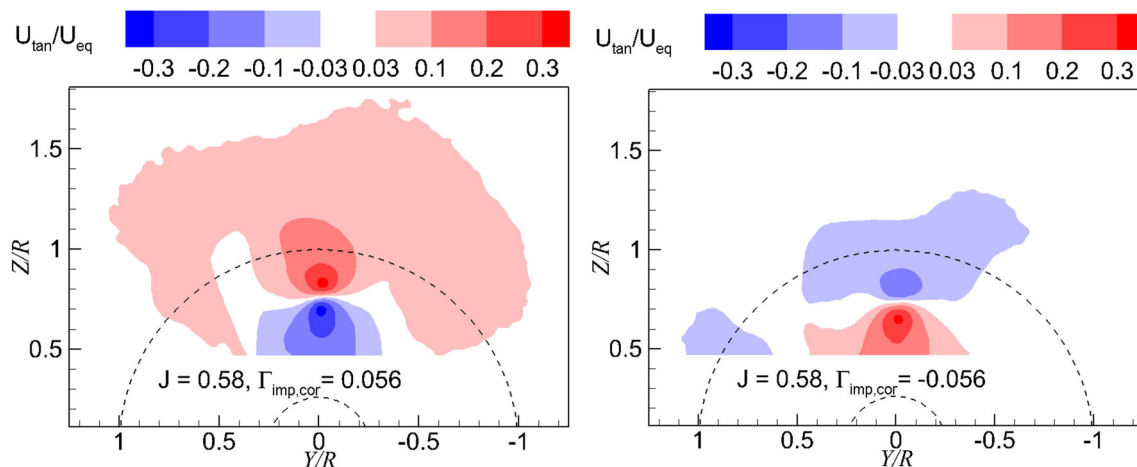 U_tan/U_eq
-0.3 -0.2 -0.1 -0.03 0.03 0.1 0.2 0.3
Z/R
1.5
1
0.5
J = 0.58, Γ_imp,cor = 0.056
1 0.5 0 -0.5 -1
Y/R
U_tan/U_eq
-0.3 -0.2 -0.1 -0.03 0.03 0.1 0.2 0.3
Z/R
1.5
1
0.5
J = 0.58, Γ_imp,cor = -0.056
1 0.5 0 -0.5 -1
Y/R